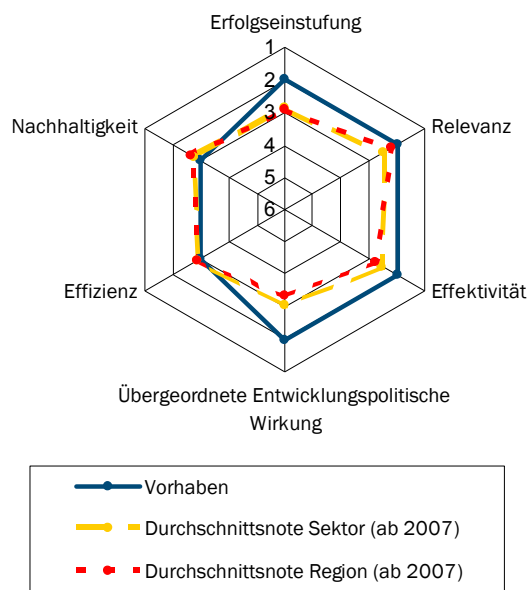 Erfolgseinstufung
1
2
3
4
5
6
Nachhaltigkeit
Relevanz
Effizienz
Effektivität
Übergeordnete Entwicklungspolitische
Wirkung
Vorhaben
Durchschnittsnote Sektor (ab 2007)
Durchschnittsnote Region (ab 2007)